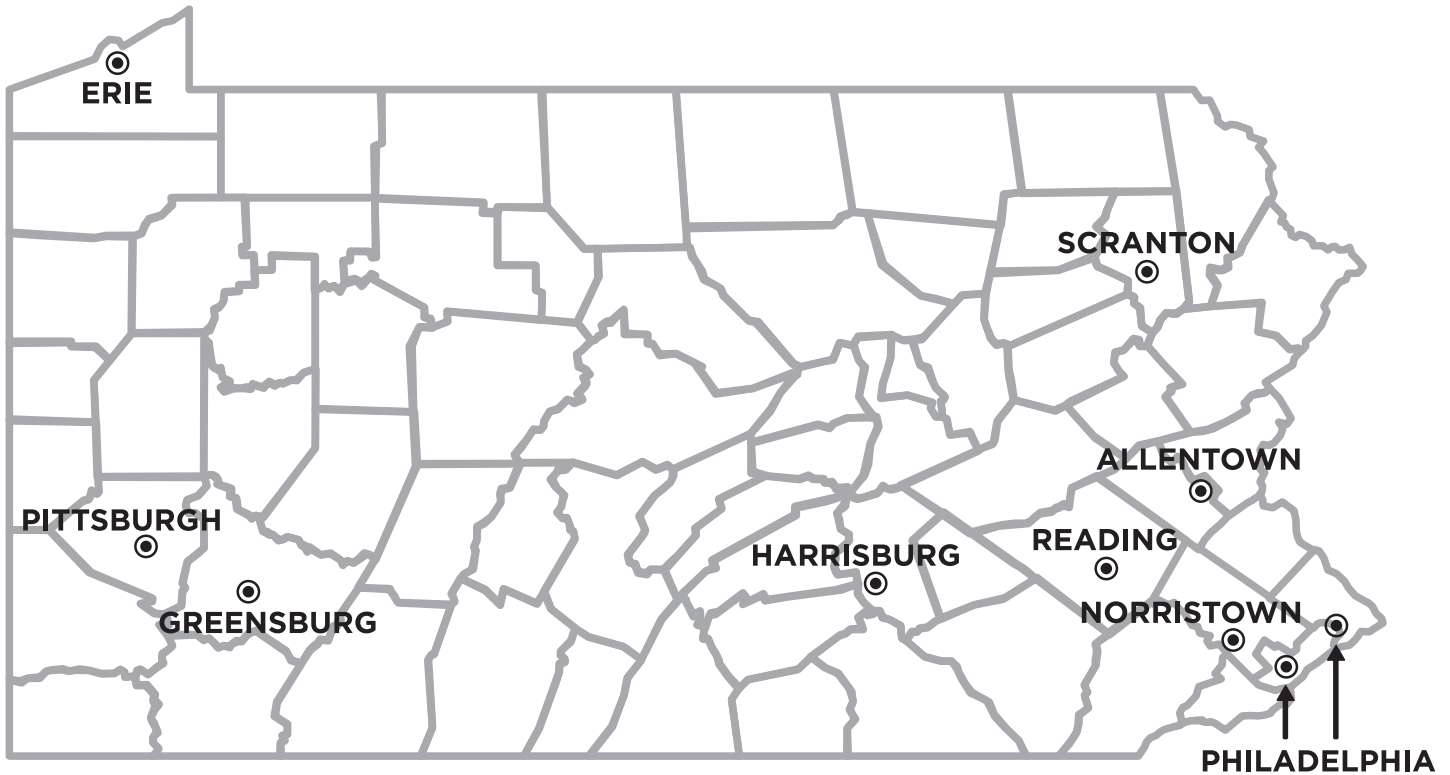 ERIE
SCRANTON
ALLENTOWN
PITTSBURGH
READING
HARRISBURG
NORRISTOWN
GREENSBURG
PHILADELPHIA